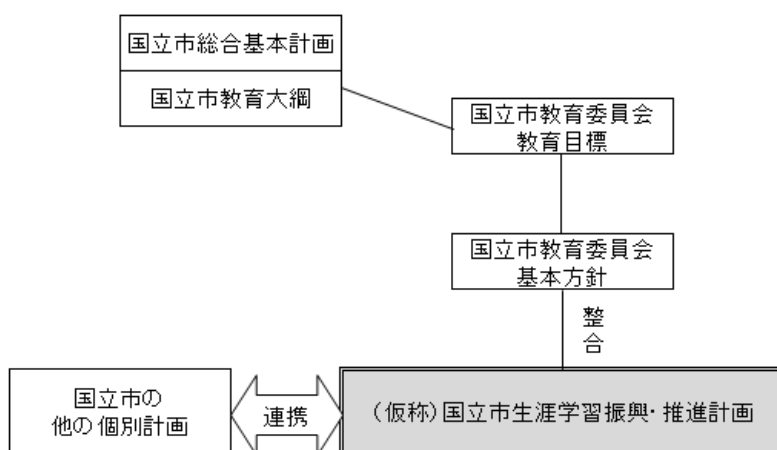 国立市総合基本計画
国立市教育大綱
国立市教育委員会
教育目標
国立市教育委員会
基本方針
整
合
国立市の
他の個別計画
連携
（仮称）国立市生涯学習振興・推進計画